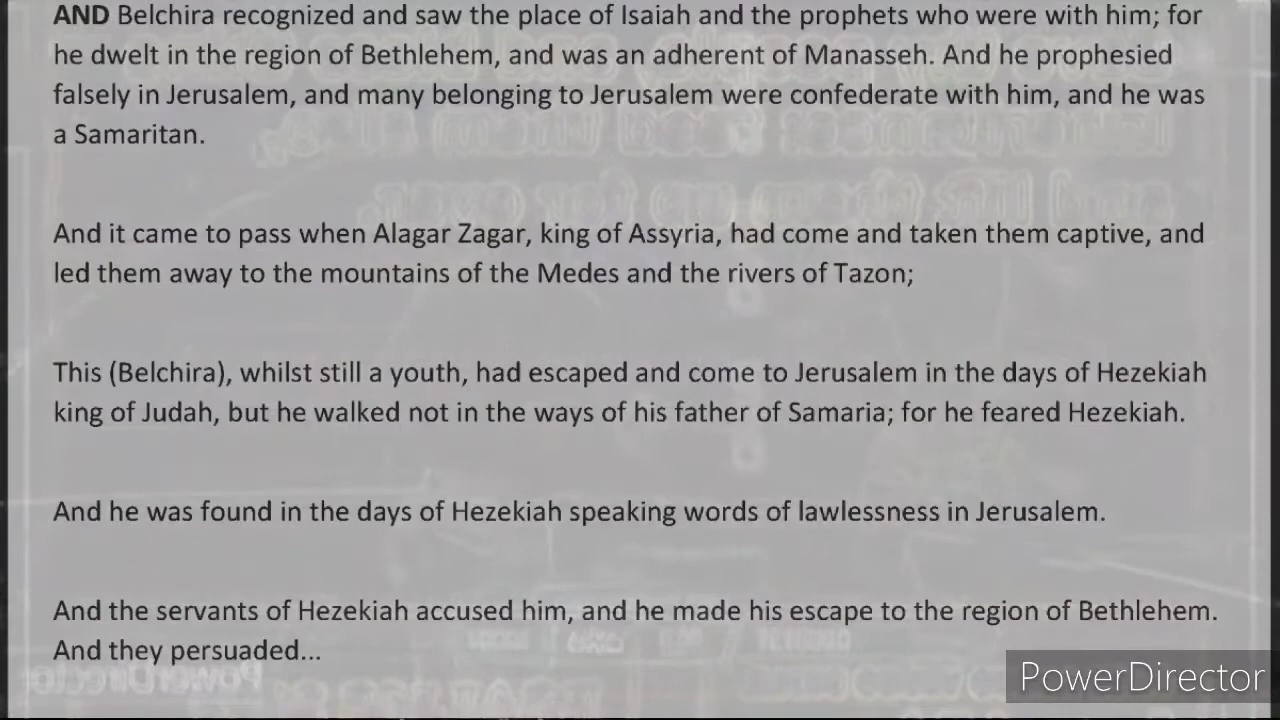 AND Belchira recognized and saw the place of Isaiah and the prophets who were with him; for
he dwelt in the region of Bethlehem, and was an adherent of Manasseh. And he prophesied
falsely in Jerusalem, and many belonging to Jerusalem were confederate with him, and he was
a Samaritan.
And it came to pass when Alagar Zagar, king of Assyria, had come and taken them captive, and
led them away to the mountains of the Medes and the rivers of Tazon;
This (Belchira), whilst still a youth, had escaped and come to Jerusalem in the days of Hezekiah
king of Judah, but he walked not in the ways of his father of Samaria; for he feared Hezekiah.
And he was found in the days of Hezekiah speaking words of lawlessness in Jerusalem.
And the servants of Hezekiah accused him, and he made his escape to the region of Bethlehem.
And they persuaded...
PowerDirector